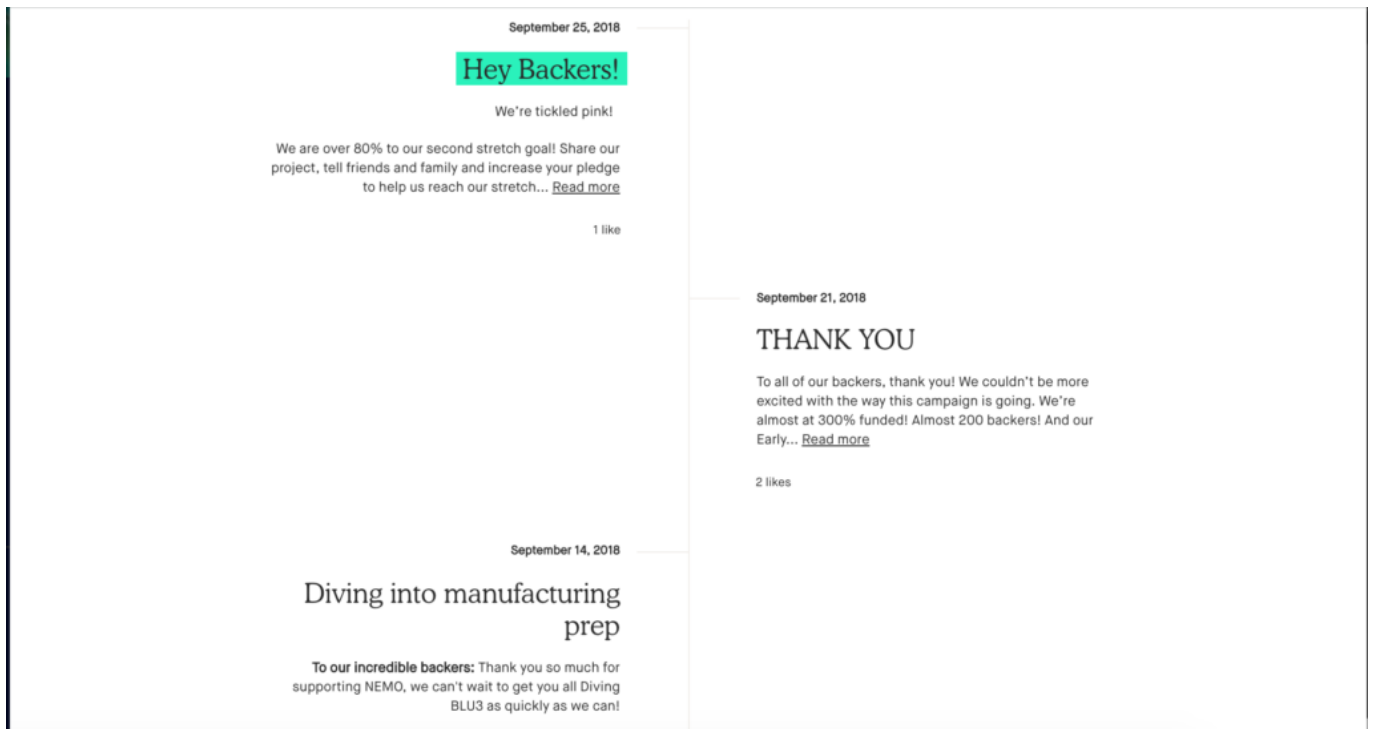 September 25, 2018
Hey Backers!
We're tickled pink!
We are over 80% to our second stretch goal! Share our
project, tell friends and family and increase your pledge
to help us reach our stretch... Read more
1 like
September 21, 2018
THANK YOU
To all of our backers, thank you! We couldn't be more
excited with the way this campaign is going. We're
almost at 300% funded! Almost 200 backers! And our
Early... Read more
2 likes
September 14, 2018
Diving into manufacturing
prep
To our incredible backers: Thank you so much for
supporting NEMO, we can't wait to get you all Diving
BLU3 as quickly as we can!